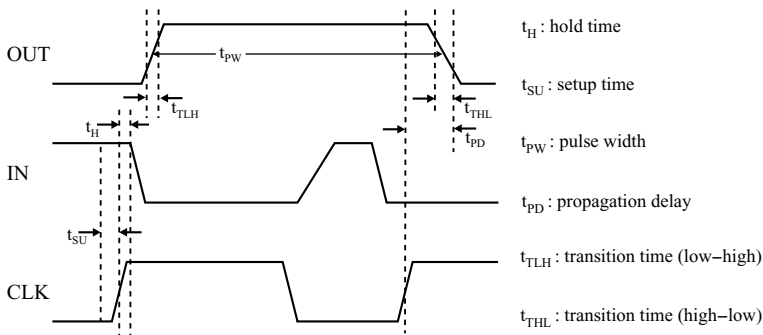 OUT
t_PW
t_TLH
t_THL
t_H
t_PD
IN
t_SU
CLK
t_H : hold time
t_SU : setup time
t_PW : pulse width
t_PD : propagation delay
t_TLH : transition time (low−high)
t_THL : transition time (high−low)